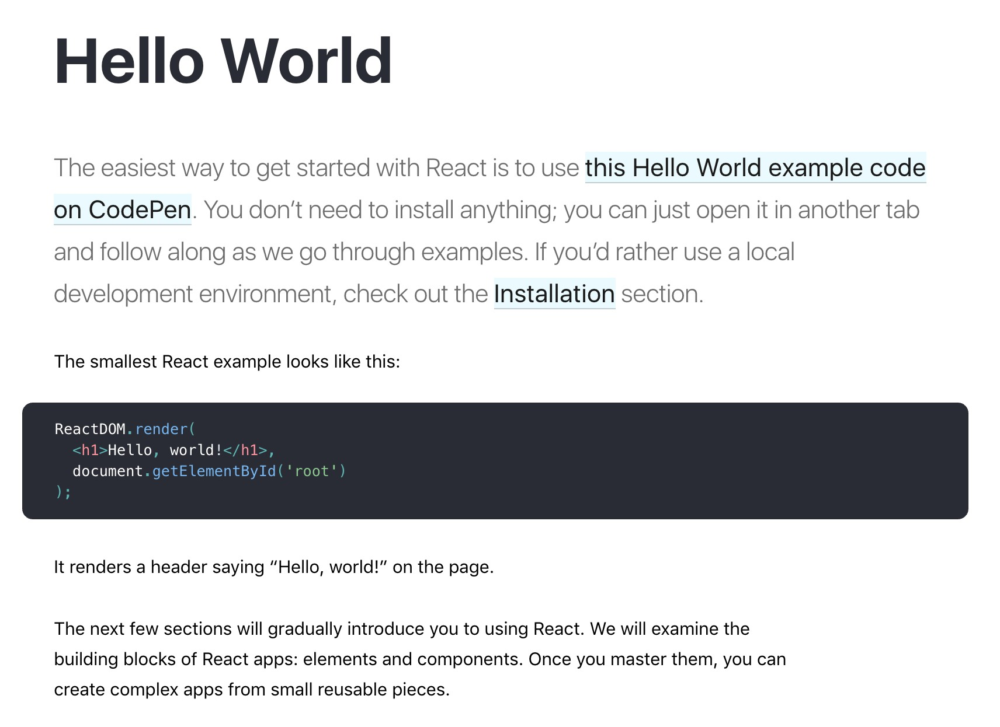 Hello World
The easiest way to get started with React is to use this Hello World example code
on CodePen. You don’t need to install anything; you can just open it in another tab
and follow along as we go through examples. If you’d rather use a local
development environment, check out the Installation section.
The smallest React example looks like this:
ReactDOM.render(
  <h1>Hello, world!</h1>,
  document.getElementById('root')
);
It renders a header saying “Hello, world!” on the page.
The next few sections will gradually introduce you to using React. We will examine the
building blocks of React apps: elements and components. Once you master them, you can
create complex apps from small reusable pieces.